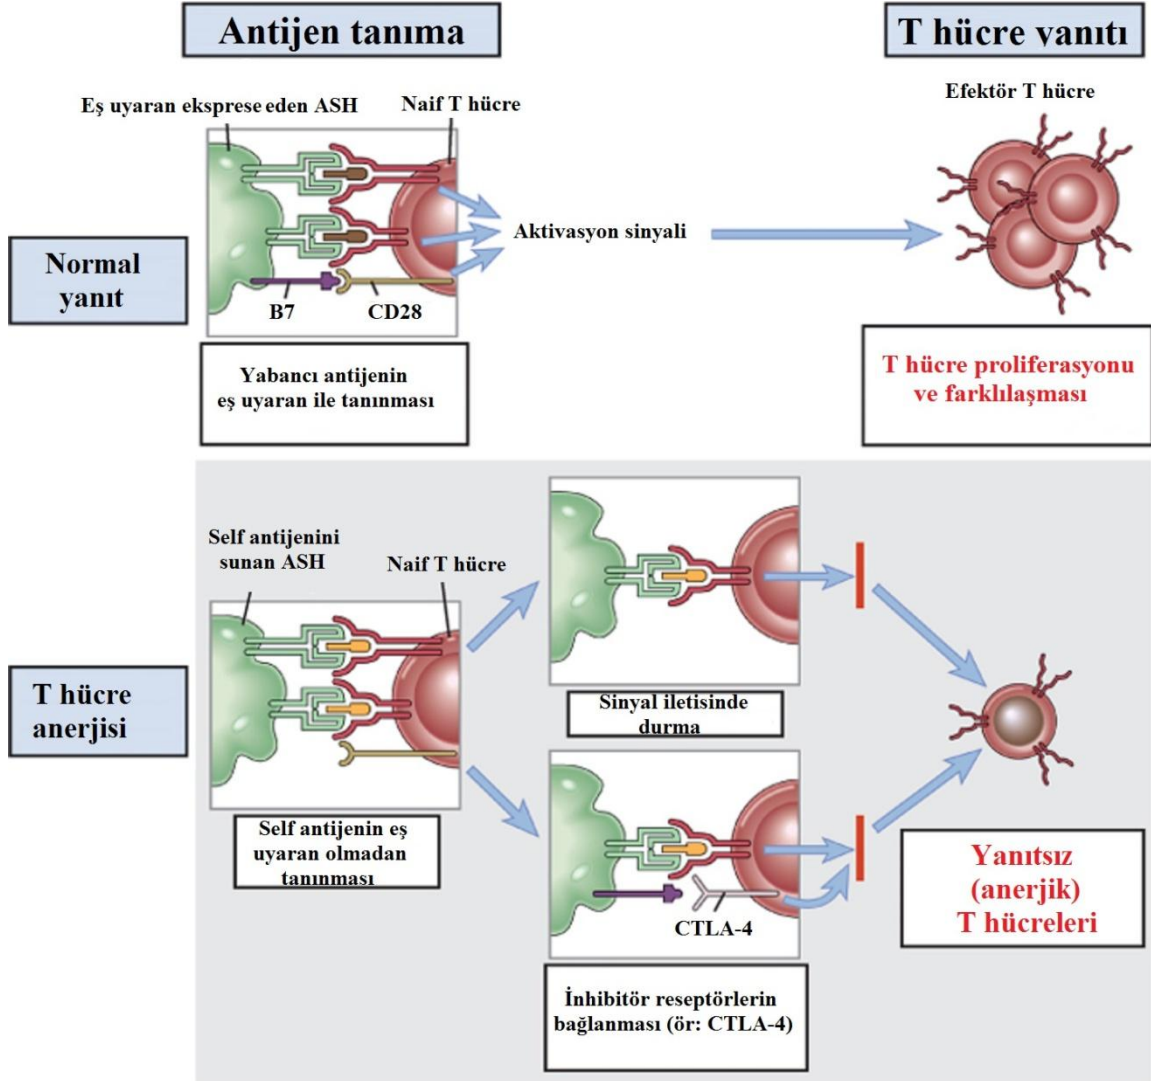 Antijen tanıma
T hücre yanıtı
Eş uyaran eksprese eden ASH
Naif T hücre
Efektör T hücre
Aktivasyon sinyali
Normal
yanıt
B7
CD28
Yabancı antijenin
eş uyaran ile tanınması
T hücre proliferasyonu
ve farklılaşması
Self antijenini
sunan ASH
Naif T hücre
T hücre
anerjisi
Sinyal iletisinde
durma
Self antijenin eş
uyaran olmadan
tanınması
CTLA-4
Yanıtsız
(anerjik)
T hücreleri
İnhibitör reseptörlerin
bağlanması (ör: CTLA-4)